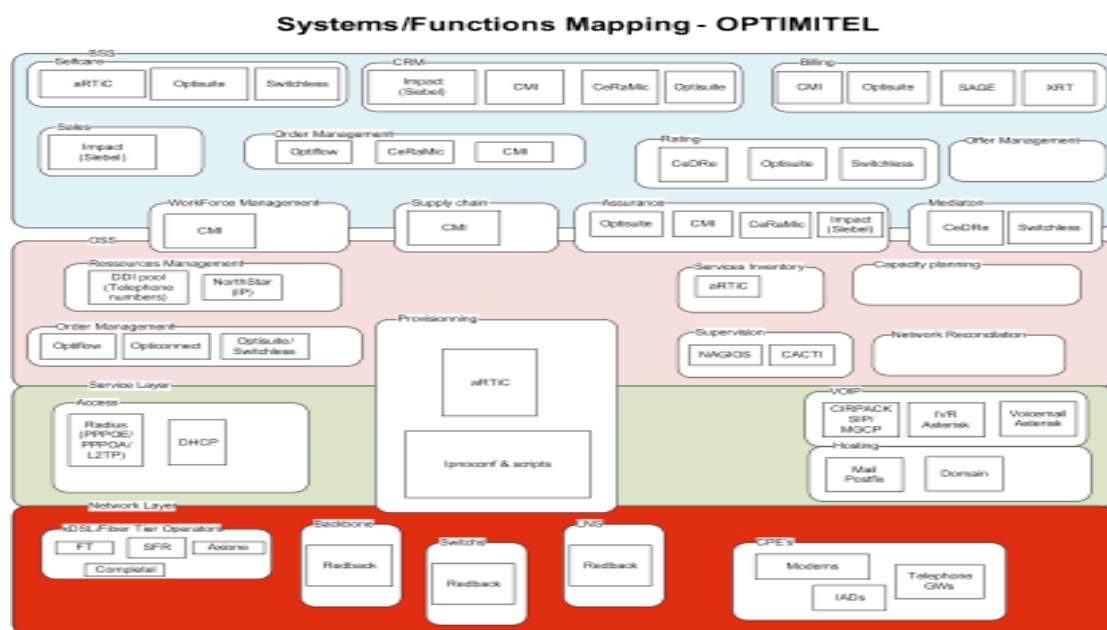 Systems/Functions Mapping - OPTIMITEL
BSS
Selfcare
aRTiC
Optisuite
Switchless
CRM
Impact
(Siebel)
CMI
CeRaMic
Optisuite
Billing
CMI
Optisuite
SAGE
XRT
Sales
Impact
(Siebel)
Order Management
Optiflow
CeRaMic
CMI
Rating
CeDRe
Optisuite
Switchless
Offer Management
WorkForce Management
CMI
Supply chain
CMI
Assurance
Optisuite
CMI
CeRaMic
Impact
(Siebel)
Mediaton
CeDRe
Switchless
OSS
Ressources Management
DDI pool
(Telephone
numbers)
NorthStar
(IP)
Services Inventory
aRTiC
Capacity planning
Order Management
Optiflow
Opticonnect
Optisuite/
Switchless
Provisionning
aRTiC
Ipnoconf & scripts
Supervision
NAGIOS
CACTI
Network Reconcilation
Service Layer
Access
Radius
(PPPOE/
PPPOA/
L2TP)
DHCP
VOIP
CIRPACK
SIP/
MGCP
IVR
Asterisk
Voicemail
Asterisk
Hosting
Mail
Postfix
Domain
Network Layer
xDSL/Fiber Tier Operators
FT
SFR
Axione
Completel
Backbone
Redback
Switchs
Redback
LNS
Redback
CPE's
Modems
IADs
Telephone
GWs